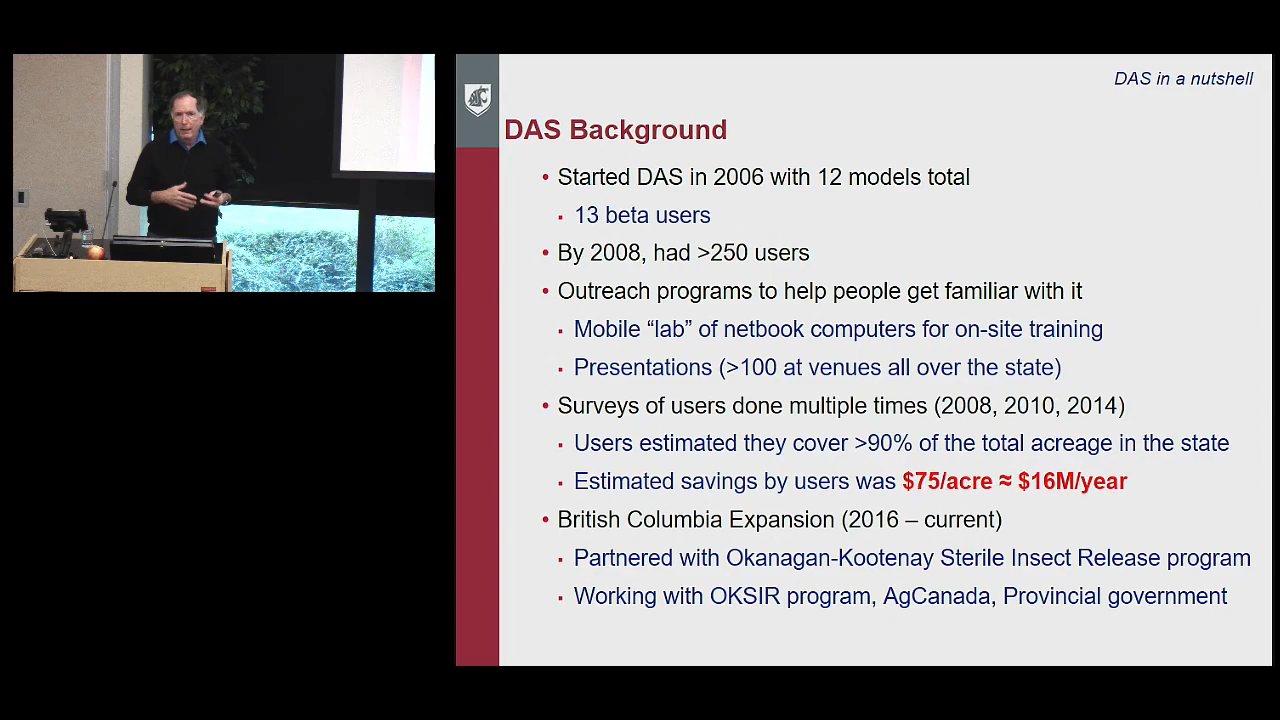 DAS in a nutshell
DAS Background
• Started DAS in 2006 with 12 models total
▪ 13 beta users
• By 2008, had >250 users
• Outreach programs to help people get familiar with it
▪ Mobile “lab” of netbook computers for on-site training
▪ Presentations (>100 at venues all over the state)
• Surveys of users done multiple times (2008, 2010, 2014)
▪ Users estimated they cover >90% of the total acreage in the state
▪ Estimated savings by users was $75/acre ≈ $16M/year
• British Columbia Expansion (2016 – current)
▪ Partnered with Okanagan-Kootenay Sterile Insect Release program
▪ Working with OKSIR program, AgCanada, Provincial government